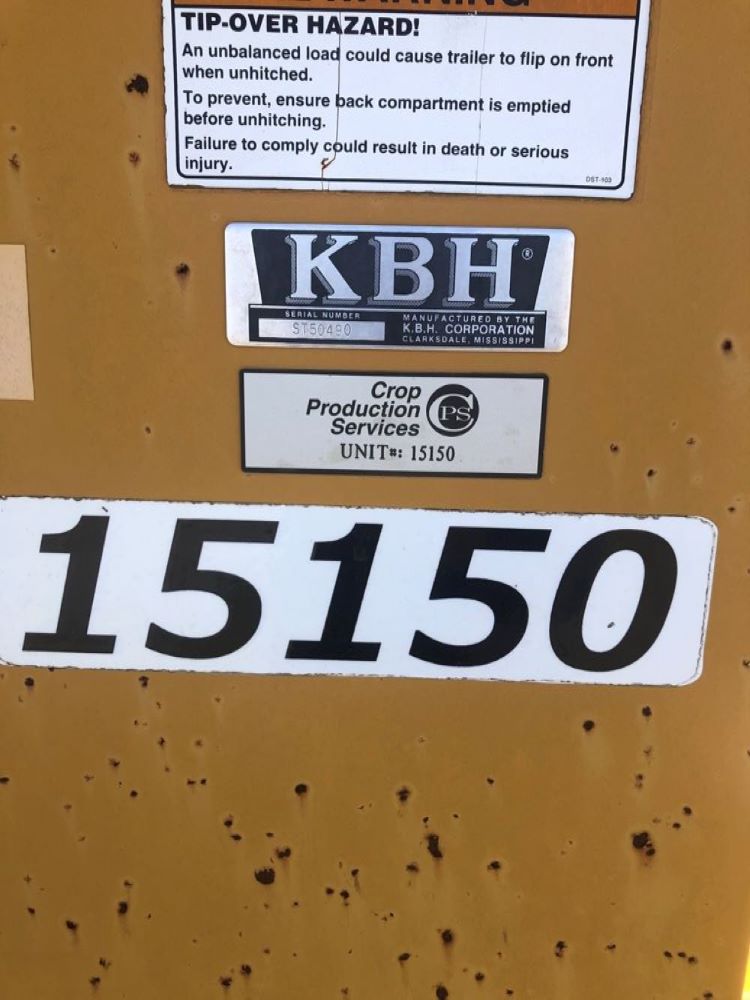 TIP-OVER HAZARD!
An unbalanced load could cause trailer to flip on front
when unhitched.
To prevent, ensure back compartment is emptied
before unhitching.
Failure to comply could result in death or serious
injury.
DST-103
KBH®
SERIAL NUMBER
ST50490
MANUFACTURED BY THE
K.B.H. CORPORATION
CLARKSDALE, MISSISSIPPI
Crop
Production
Services
CPS
UNIT#: 15150
15150